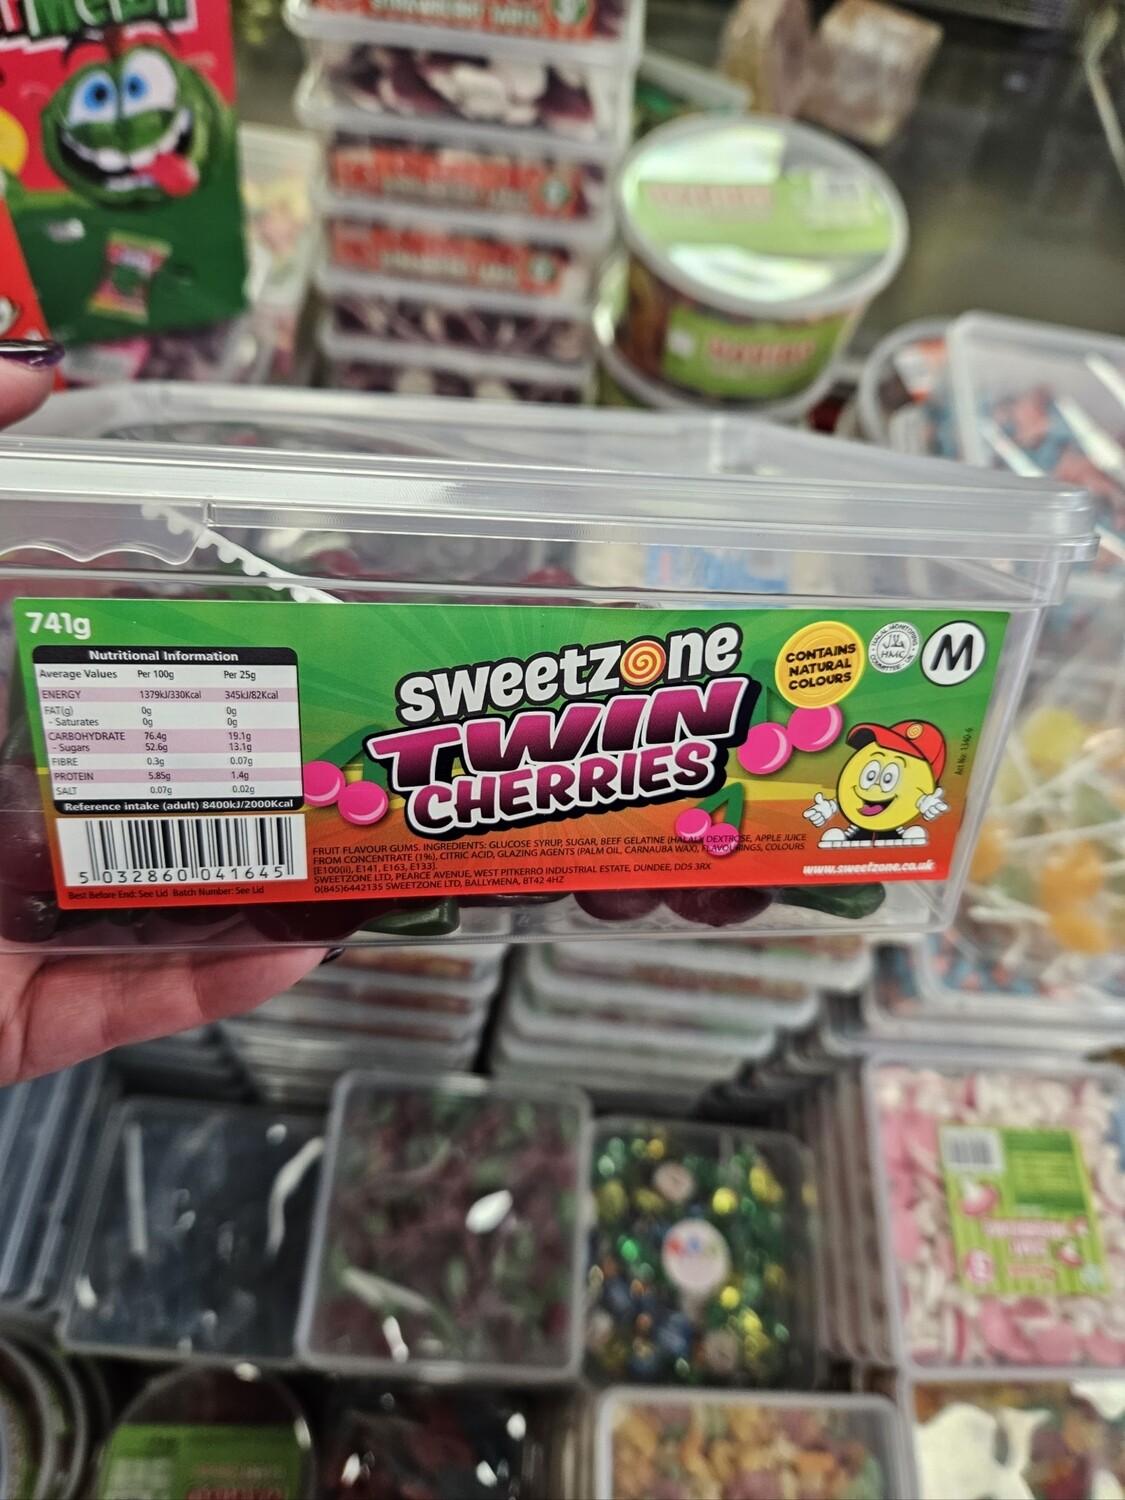 741g
Nutritional Information
Average Values Per 100g Per 25g
ENERGY 1379kJ/330Kcal 345kJ/82Kcal
FAT(g) 0g 0g
- Saturates 0g 0g
CARBOHYDRATE 76.4g 19.1g
- Sugars 52.6g 13.1g
FIBRE 0.3g 0.07g
PROTEIN 5.85g 1.4g
SALT 0.07g 0.02g
Reference intake (adult) 8400kJ/2000Kcal
5 032860 041645
Best Before End: See Lid Batch Number: See Lid
sweetzone
TWIN
CHERRIES
CONTAINS
NATURAL
COLOURS
HMC
M
Art No: 1340-6
FRUIT FLAVOUR GUMS. INGREDIENTS: GLUCOSE SYRUP, SUGAR, BEEF GELATINE (HALAL), DEXTROSE, APPLE JUICE
FROM CONCENTRATE (1%), CITRIC ACID, GLAZING AGENTS (PALM OIL, CARNAUBA WAX), FLAVOURINGS, COLOURS
[E100(ii), E141, E163, E133].
SWEETZONE LTD, PEARCE AVENUE, WEST PITKERRO INDUSTRIAL ESTATE, DUNDEE, DD5 3RX
0(845)6442135 SWEETZONE LTD, BALLYMENA, BT42 4HZ
www.sweetzone.co.uk